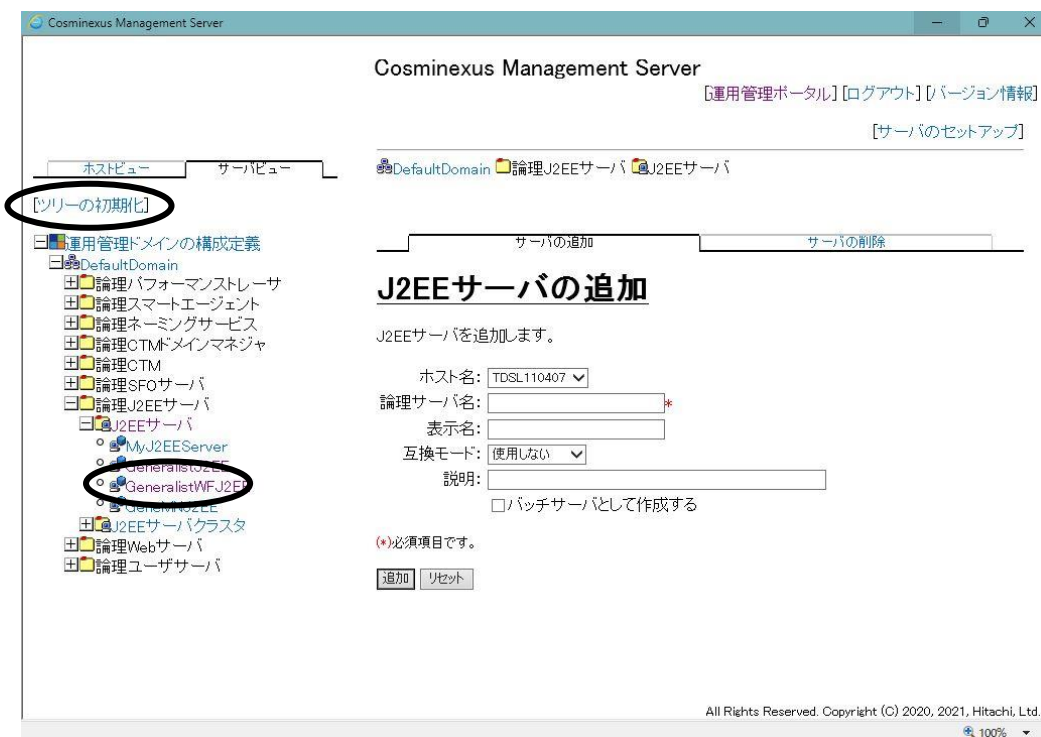 Cosminexus Management Server
Cosminexus Management Server
[運用管理ポータル] [ログアウト] [バージョン情報]
[サーバのセットアップ]
ホストビュー サーバビュー
DefaultDomain 論理J2EEサーバ J2EEサーバ
[ツリーの初期化]
運用管理ドメインの構成定義
DefaultDomain
論理パフォーマンストレーサ
論理スマートエージェント
論理ネーミングサービス
論理CTMドメインマネジャ
論理CTM
論理SFOサーバ
論理J2EEサーバ
J2EEサーバ
MyJ2EEServer
GeneralistJ2EE
GeneralistWFJ2EE
GeneMNJ2EE
J2EEサーバクラスタ
論理Webサーバ
論理ユーザサーバ
サーバの追加 サーバの削除
J2EEサーバの追加
J2EEサーバを追加します。
ホスト名: TDSL110407
論理サーバ名: *
表示名:
互換モード: 使用しない
説明:
バッチサーバとして作成する
(*)必須項目です。
追加 リセット
All Rights Reserved. Copyright (C) 2020, 2021, Hitachi, Ltd.
100%